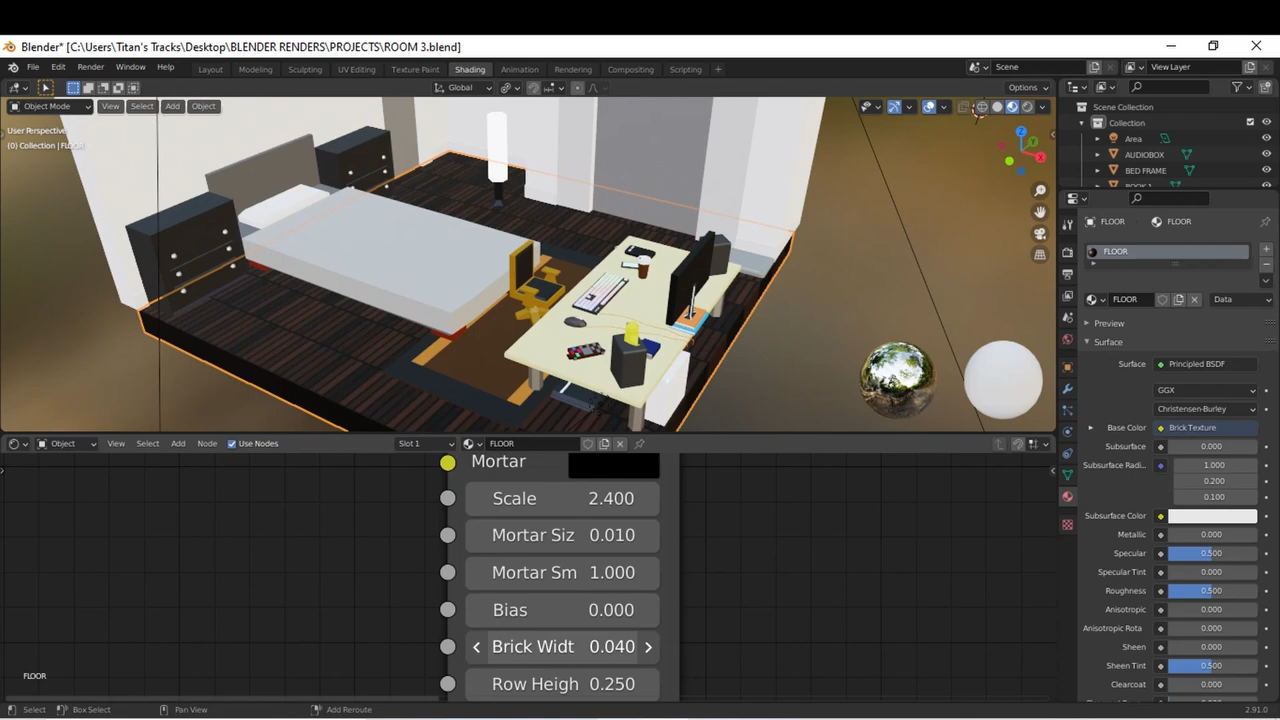 Blender* [C:\Users\Titan's Tracks\Desktop\BLENDER RENDERS\PROJECTS\ROOM 3.blend]
File Edit Render Window Help Layout Modeling Sculpting UV Editing Texture Paint Shading Animation Rendering Compositing Scripting + Scene View Layer
Global Options
Object Mode View Select Add Object
User Perspective
(0) Collection | FLOOR
Scene Collection
Collection
Area
AUDIOBOX
BED FRAME
FLOOR FLOOR
FLOOR
FLOOR Data
Preview
Surface
Surface Principled BSDF
GGX
Christensen-Burley
Base Color Brick Texture
Subsurface 0.000
Subsurface Radi... 1.000
0.200
0.100
Subsurface Color
Metallic 0.000
Specular 0.500
Specular Tint 0.000
Roughness 0.500
Anisotropic 0.000
Anisotropic Rota 0.000
Sheen 0.000
Sheen Tint 0.500
Clearcoat 0.000
Object View Select Add Node Use Nodes Slot 1 FLOOR
Mortar
Scale 2.400
Mortar Siz 0.010
Mortar Sm 1.000
Bias 0.000
Brick Widt 0.040
Row Heigh 0.250
FLOOR
Select Box Select Pan View Add Reroute 2.91.0